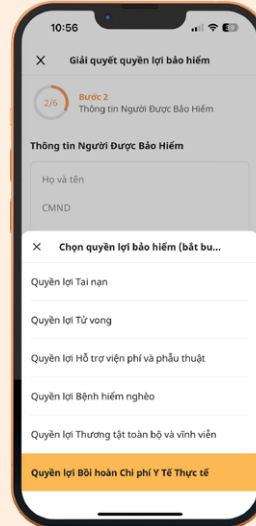 10:56
Giải quyết quyền lợi bảo hiểm
2/6
Bước 2
Thông tin Người Được Bảo Hiểm
Thông tin Người Được Bảo Hiểm
Họ và tên
CMND
Chọn quyền lợi bảo hiểm (bắt bu...
Quyền lợi Tai nạn
Quyền lợi Tử vong
Quyền lợi Hỗ trợ viện phí và phẫu thuật
Quyền lợi Bệnh hiểm nghèo
Quyền lợi Thương tật toàn bộ và vĩnh viễn
Quyền lợi Bồi hoàn Chi phí Y Tế Thực tế